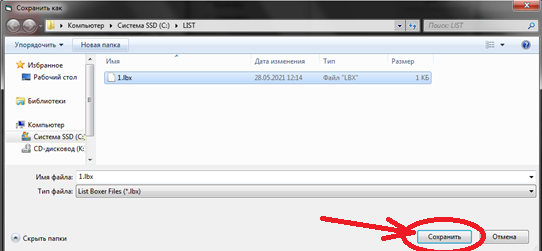 Сохранить как
Компьютер ▸ Система SSD (C:) ▸ LIST
Поиск: LIST
Упорядочить ▾ Новая папка
Избранное
Рабочий стол
Библиотеки
Компьютер
Система SSD (C:
CD-дисковод (K:
Имя Дата изменения Тип Размер
1.lbx 28.05.2021 12:14 Файл "LBX" 1 КБ
Имя файла: 1.lbx
Тип файла: List Boxer Files (*.lbx)
Скрыть папки Сохранить Отмена